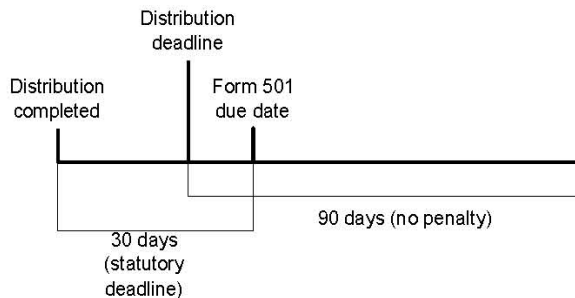 Distribution
deadline
Distribution
completed
Form 501
due date
90 days (no penalty)
30 days
(statutory
deadline)